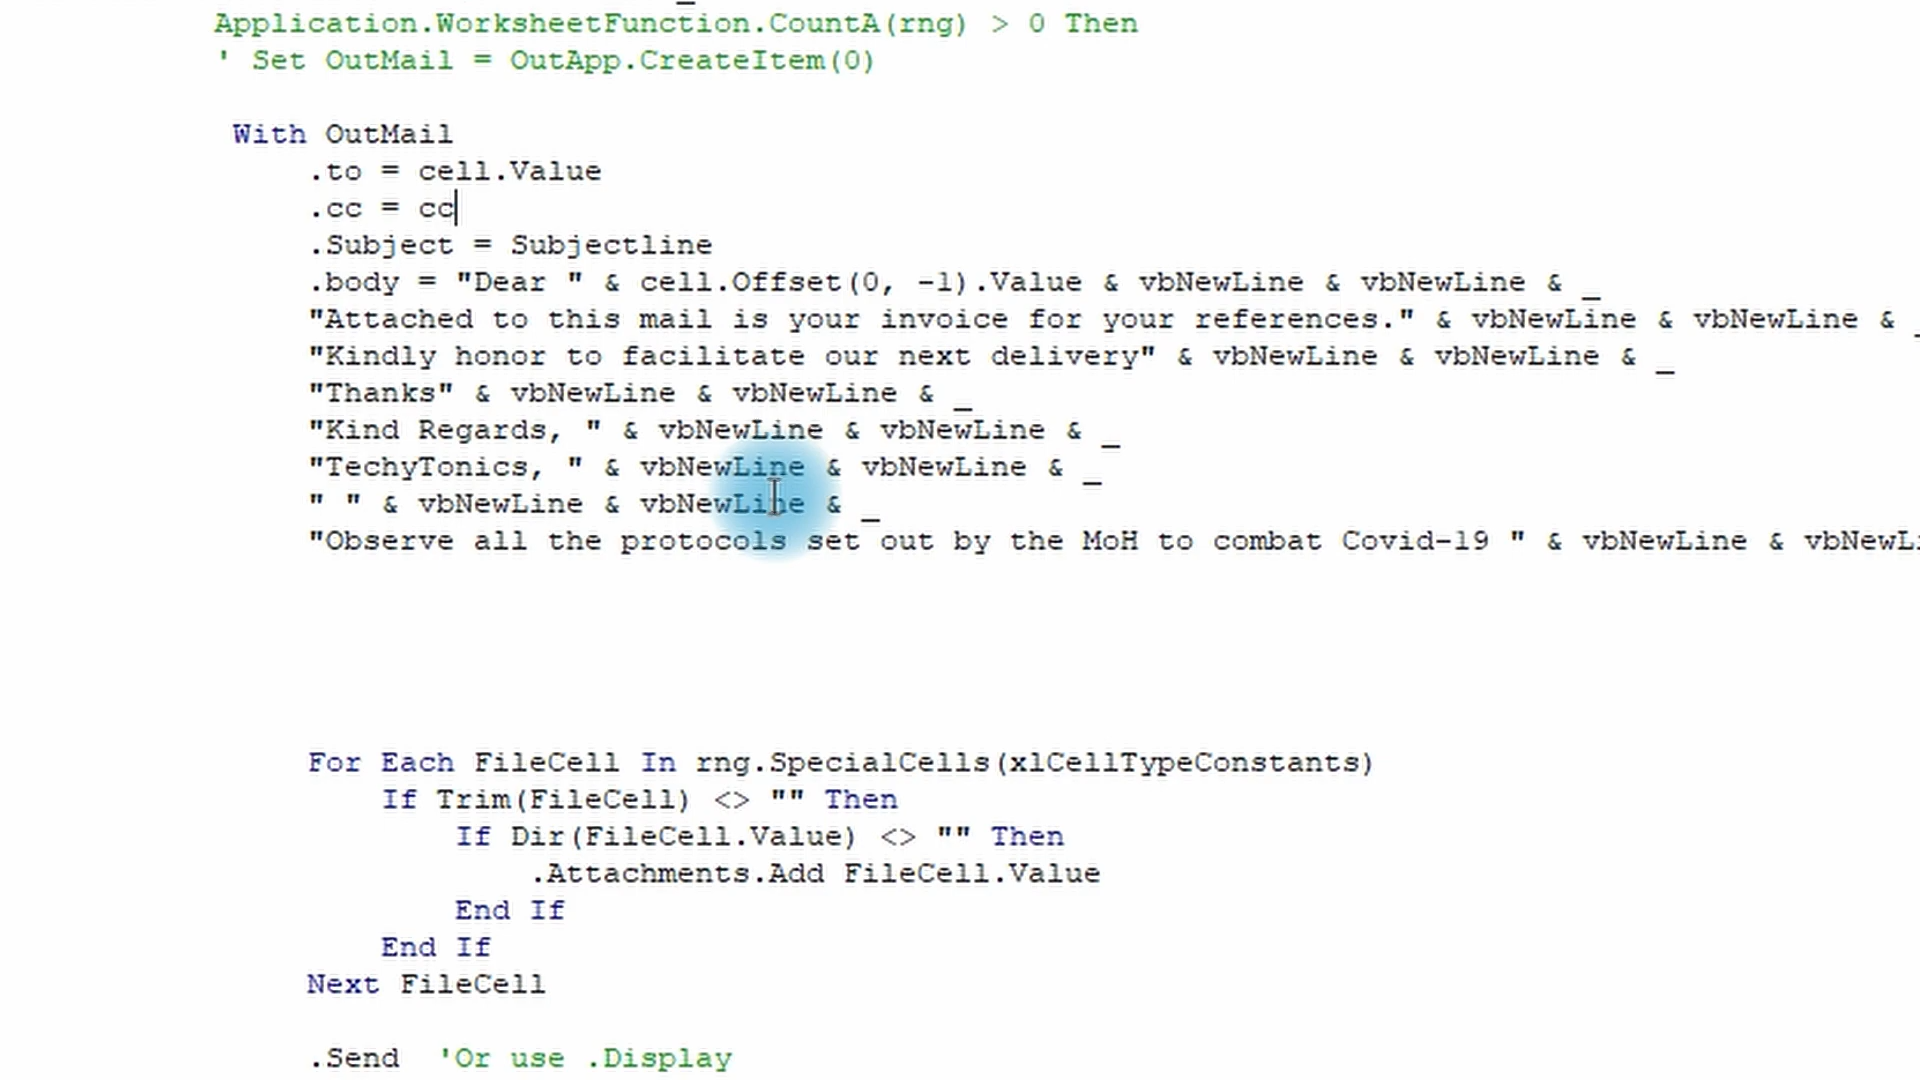 Application.WorksheetFunction.CountA(rng) > 0 Then
' Set OutMail = OutApp.CreateItem(0)
With OutMail
.to = cell.Value
.cc = cc
.Subject = Subjectline
.body = "Dear " & cell.Offset(0, -1).Value & vbNewLine & vbNewLine & _
"Attached to this mail is your invoice for your references." & vbNewLine & vbNewLine & _
"Kindly honor to facilitate our next delivery" & vbNewLine & vbNewLine & _
"Thanks" & vbNewLine & vbNewLine & _
"Kind Regards, " & vbNewLine & vbNewLine & _
"TechyTonics, " & vbNewLine & vbNewLine & _
" " & vbNewLine & vbNewLine & _
"Observe all the protocols set out by the MoH to combat Covid-19 " & vbNewLine & vbNewL
For Each FileCell In rng.SpecialCells(xlCellTypeConstants)
If Trim(FileCell) <> "" Then
If Dir(FileCell.Value) <> "" Then
.Attachments.Add FileCell.Value
End If
End If
Next FileCell
.Send 'Or use .Display